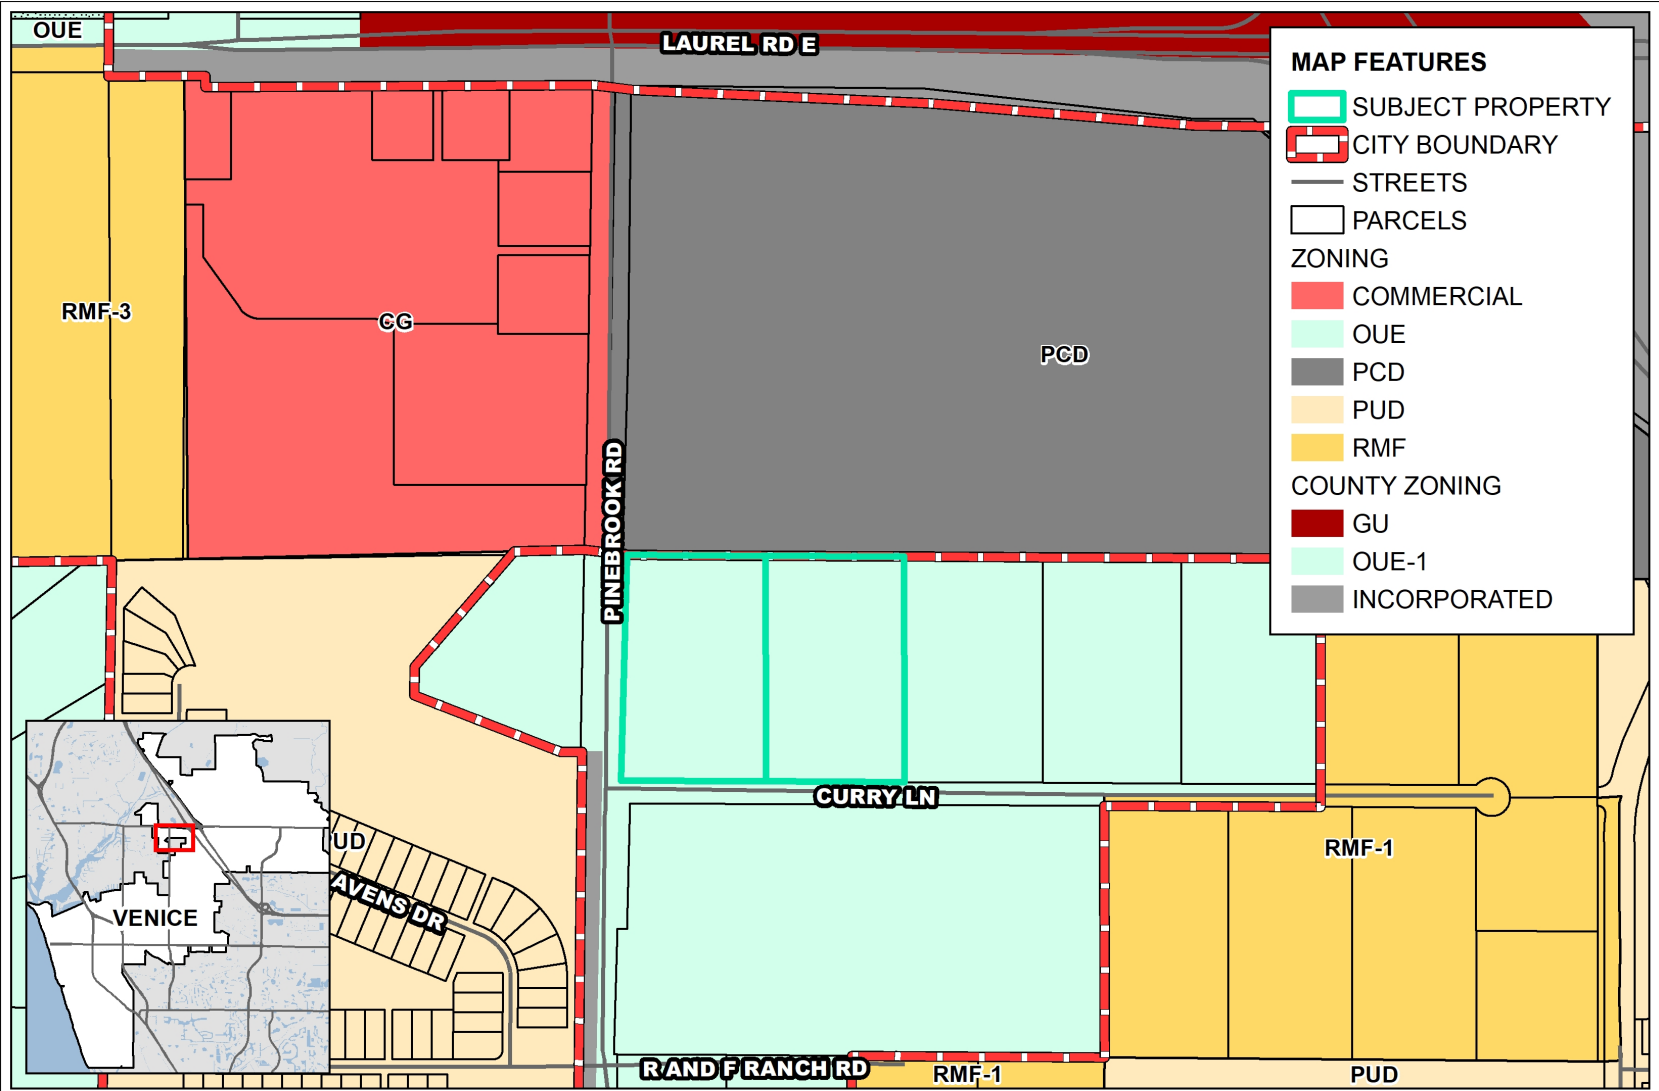 OUE
LAUREL RD E
MAP FEATURES
SUBJECT PROPERTY
CITY BOUNDARY
STREETS
PARCELS
ZONING
COMMERCIAL
OUE
PCD
PUD
RMF
COUNTY ZONING
GU
OUE-1
INCORPORATED
RMF-3
CG
PCD
PINEBROOK RD
CURRY LN
UD
RMF-1
AVENS DR
VENICE
R AND F RANCH RD
RMF-1
PUD